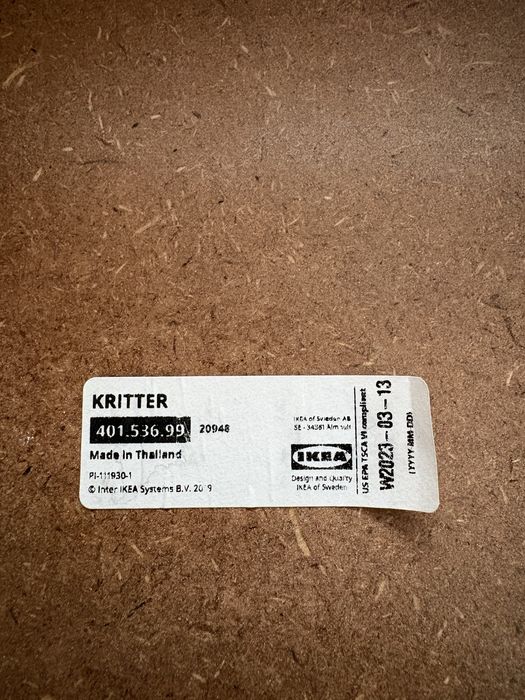 KRITTER
401.536.99 20948
Made in Thailand
PI-111930-1
© Inter IKEA Systems B.V. 2019
IKEA of Sweden AB
SE - 34381 Älmhult
IKEA
Design and Quality
IKEA of Sweden
US EPA TSCA VI compliant
W2023-03-13
(YYYY-MM-DD)